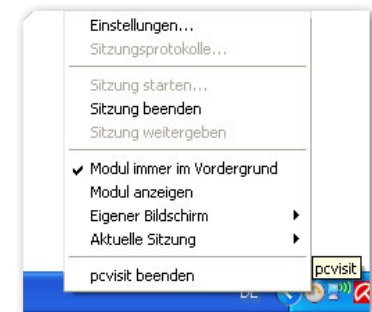 Einstellungen...
Sitzungsprotokolle...
Sitzung starten...
Sitzung beenden
Sitzung weitergeben
Modul immer im Vordergrund
Modul anzeigen
Eigener Bildschirm
Aktuelle Sitzung
pcvisit beenden
pcvisit
DE